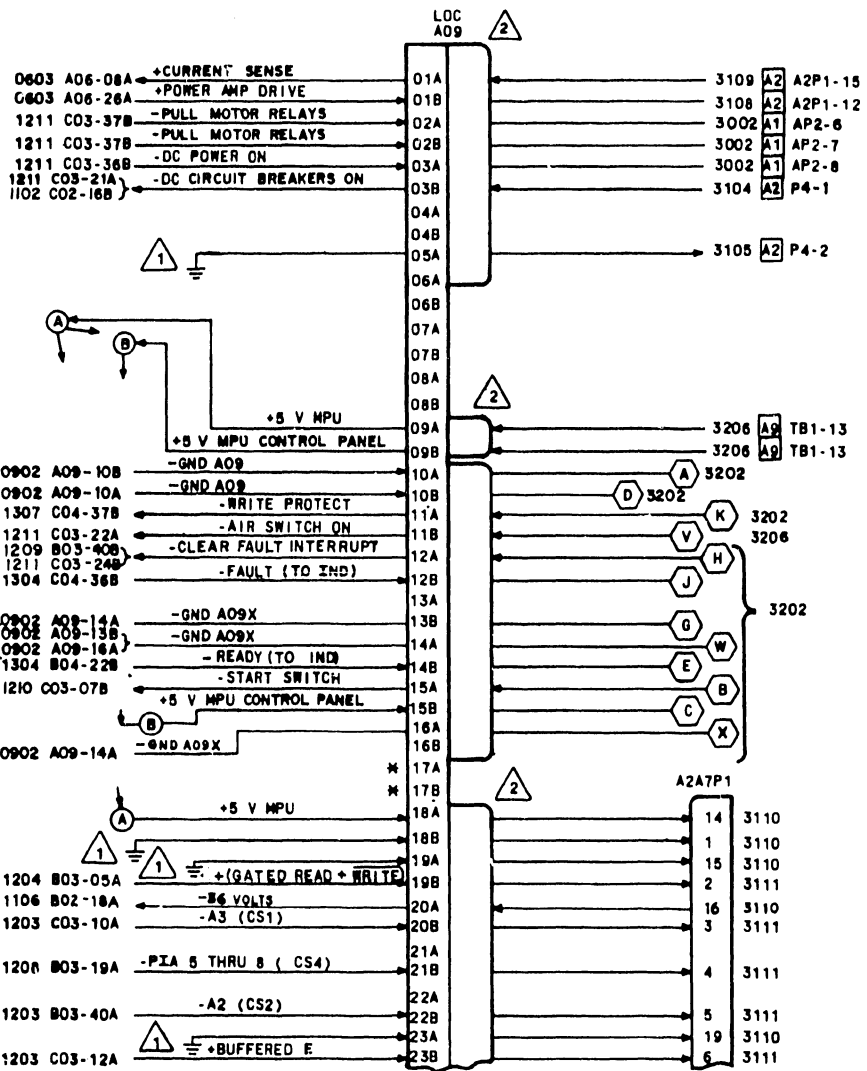 LOC
A09 2
0603 A06-08A +CURRENT SENSE 01A 3109 A2 A2P1-15
0603 A06-26A +POWER AMP DRIVE 01B 3108 A2 A2P1-12
1211 C03-37B -PULL MOTOR RELAYS 02A 3002 A1 AP2-6
1211 C03-37B -PULL MOTOR RELAYS 02B 3002 A1 AP2-7
1211 C03-36B -DC POWER ON 03A 3002 A1 AP2-8
1211 C03-21A
1102 C02-16B } -DC CIRCUIT BREAKERS ON 03B 3104 A2 P4-1
04A
04B
1 05A 3105 A2 P4-2
06A
06B
A 07A
B 07B
08A
2
08B
+5 V MPU 09A 3206 A9 TB1-13
+5 V MPU CONTROL PANEL 09B 3206 A9 TB1-13
0902 A09-10B -GND A09 10A A 3202
0902 A09-10A -GND A09 10B D 3202
1307 C04-37B -WRITE PROTECT 11A K 3202
1211 C03-22A -AIR SWITCH ON 11B V 3206
1209 B03-40B
1211 C03-24B } -CLEAR FAULT INTERRUPT 12A H
1304 C04-36B -FAULT (TO IND) 12B J
13A 3202
0902 A09-14A -GND A09X 13B G
0902 A09-13B
0902 A09-16A } -GND A09X 14A W
1304 B04-22B -READY (TO IND) 14B E
1210 C03-07B -START SWITCH 15A B
B +5 V MPU CONTROL PANEL 15B C
16A X
0902 A09-14A -GND A09X 16B
* 17A A2A7P1
* 17B 2
A +5 V MPU 18A 14 3110
1 18B 1 3110
1 19A 15 3110
1204 B03-05A +(GATED READ + WRITE) 19B 2 3111
1106 B02-18A -36 VOLTS 20A 16 3110
1203 C03-10A -A3 (CS1) 20B 3 3111
21A
1206 B03-19A -PIA 5 THRU 8 ( CS4) 21B 4 3111
22A
1203 B03-40A -A2 (CS2) 22B 5 3111
1 23A 19 3110
1203 C03-12A +BUFFERED E 23B 6 3111